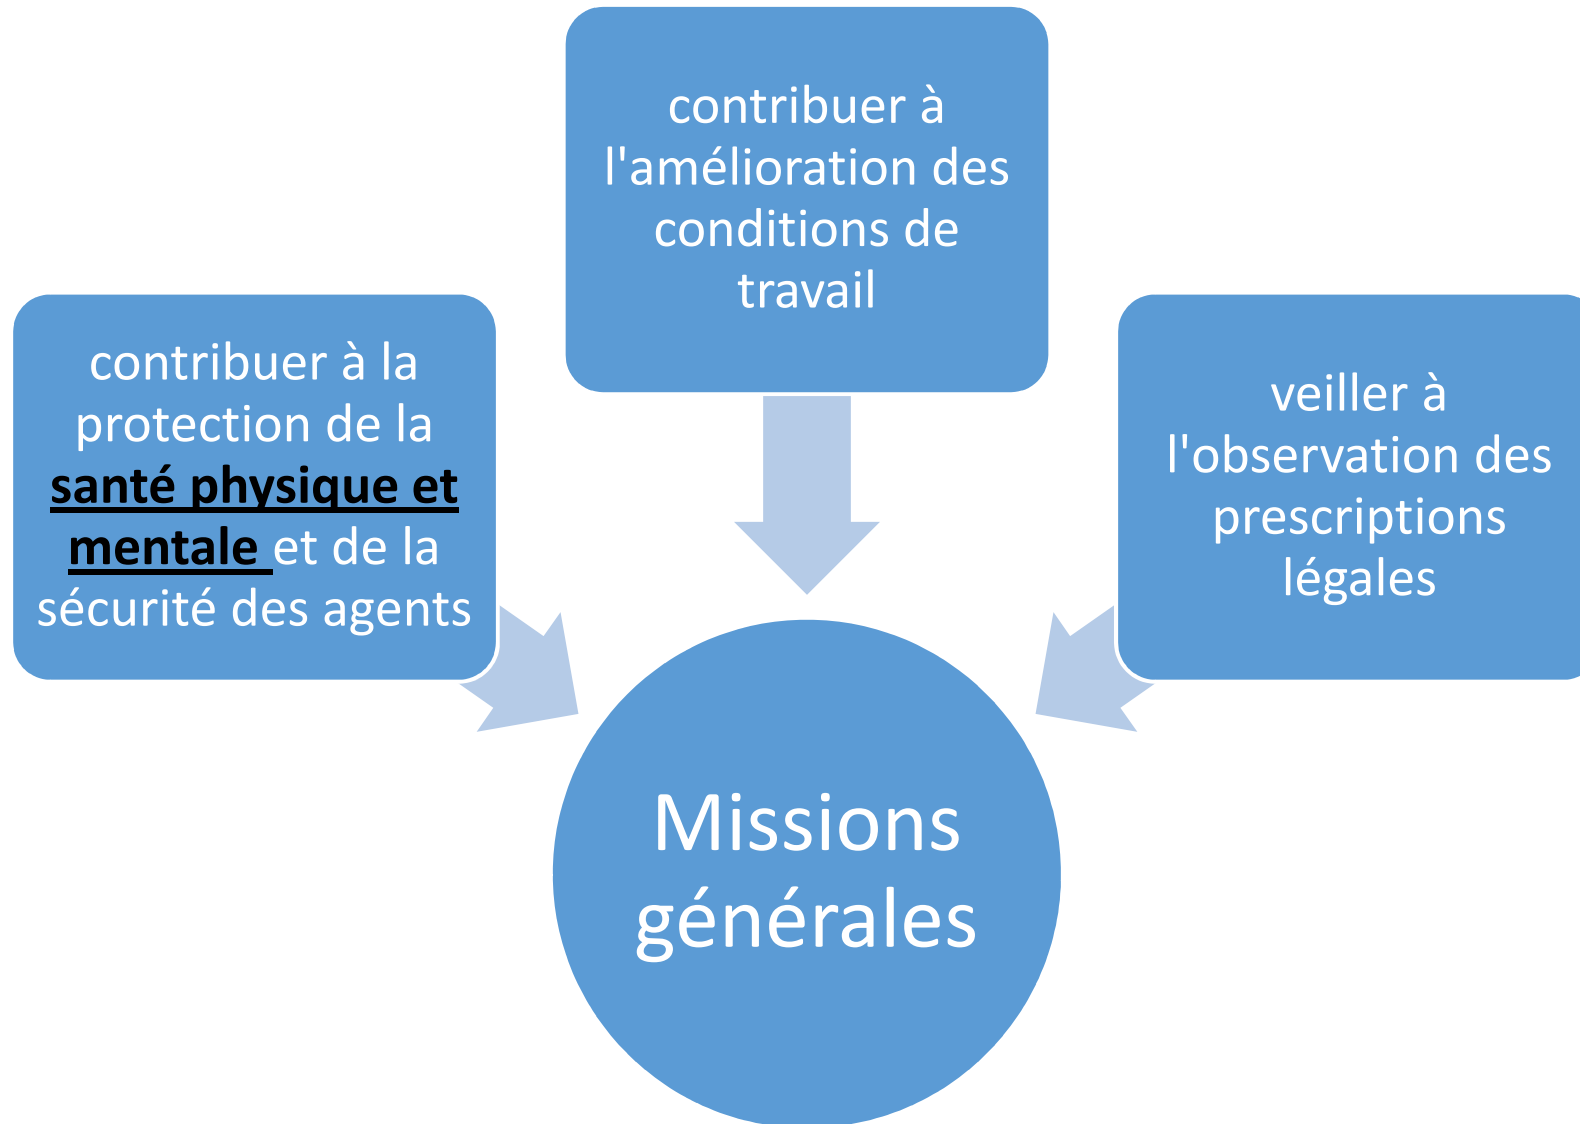 contribuer à
l'amélioration des
conditions de
travail
contribuer à la
protection de la
santé physique et
mentale et de la
sécurité des agents
veiller à
l'observation des
prescriptions
légales
Missions
générales